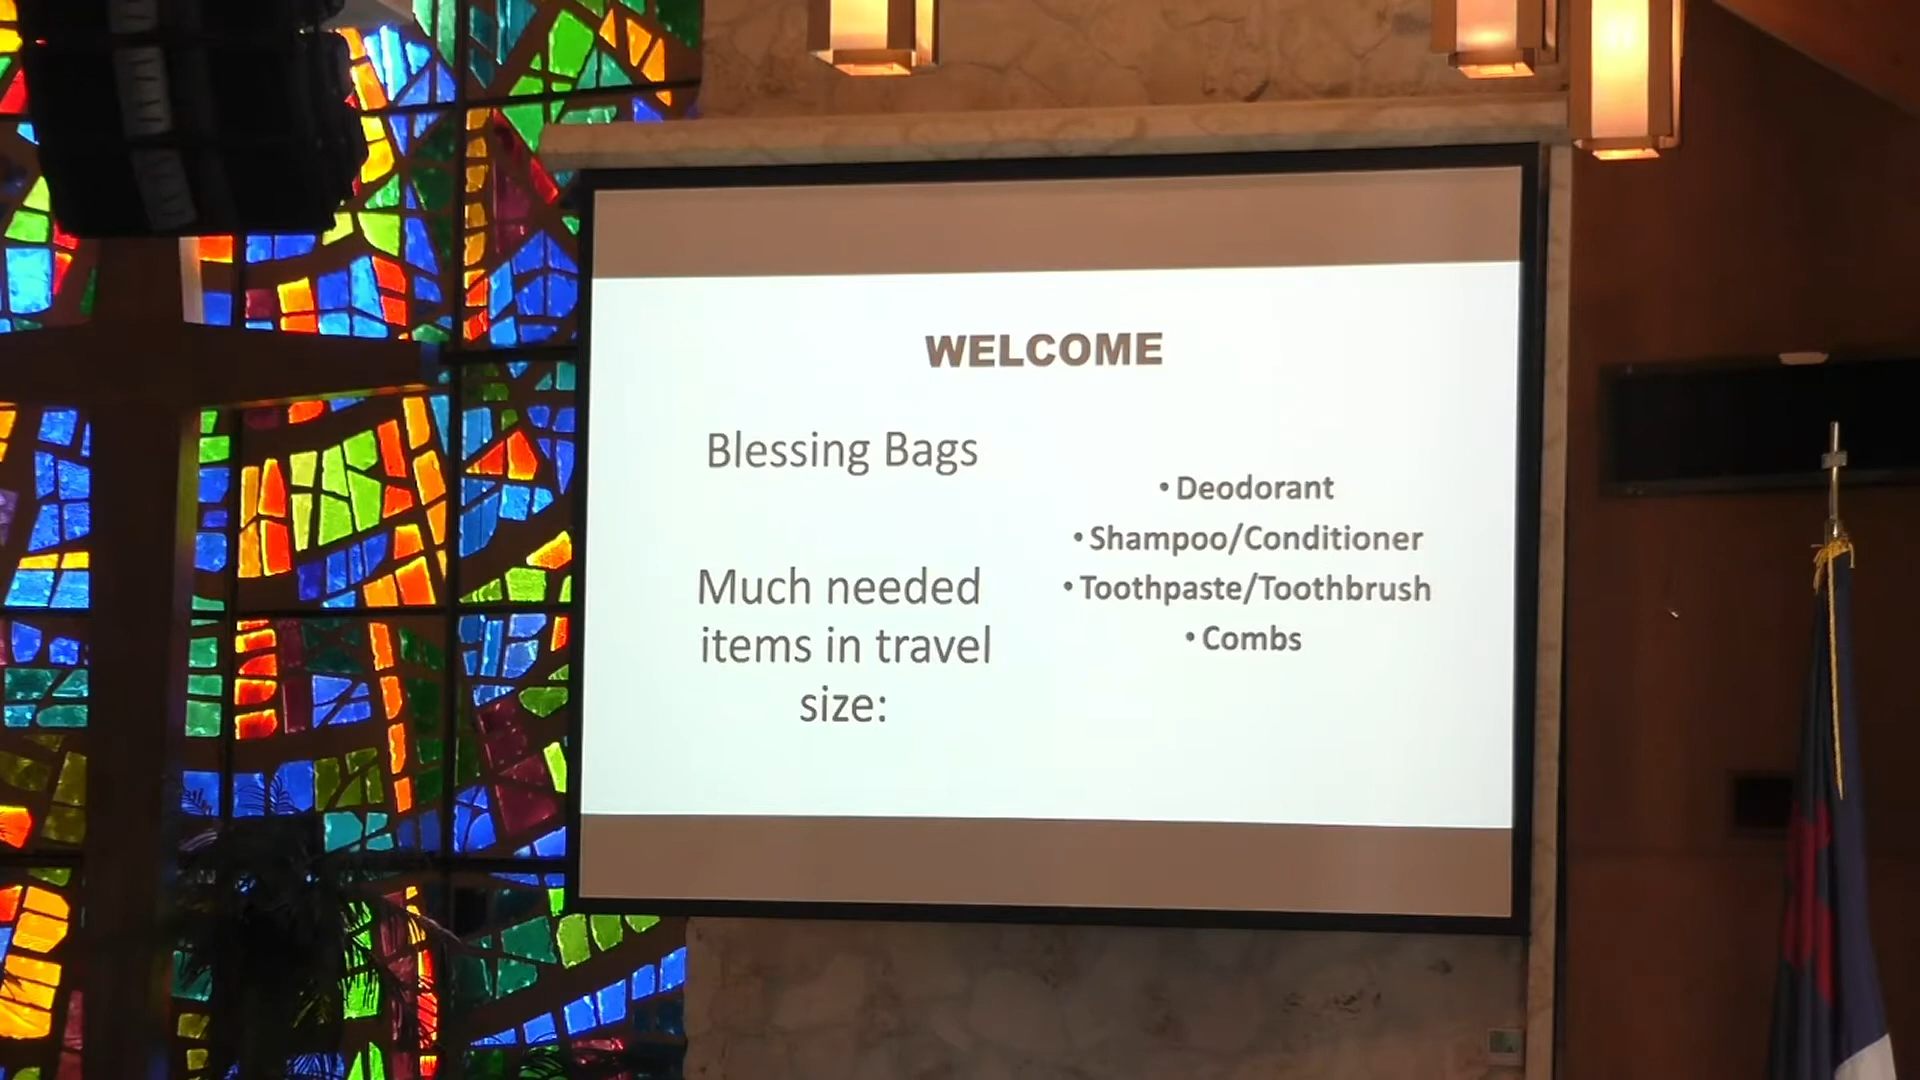 WELCOME
Blessing Bags
Much needed
items in travel
size:
• Deodorant
• Shampoo/Conditioner
• Toothpaste/Toothbrush
• Combs